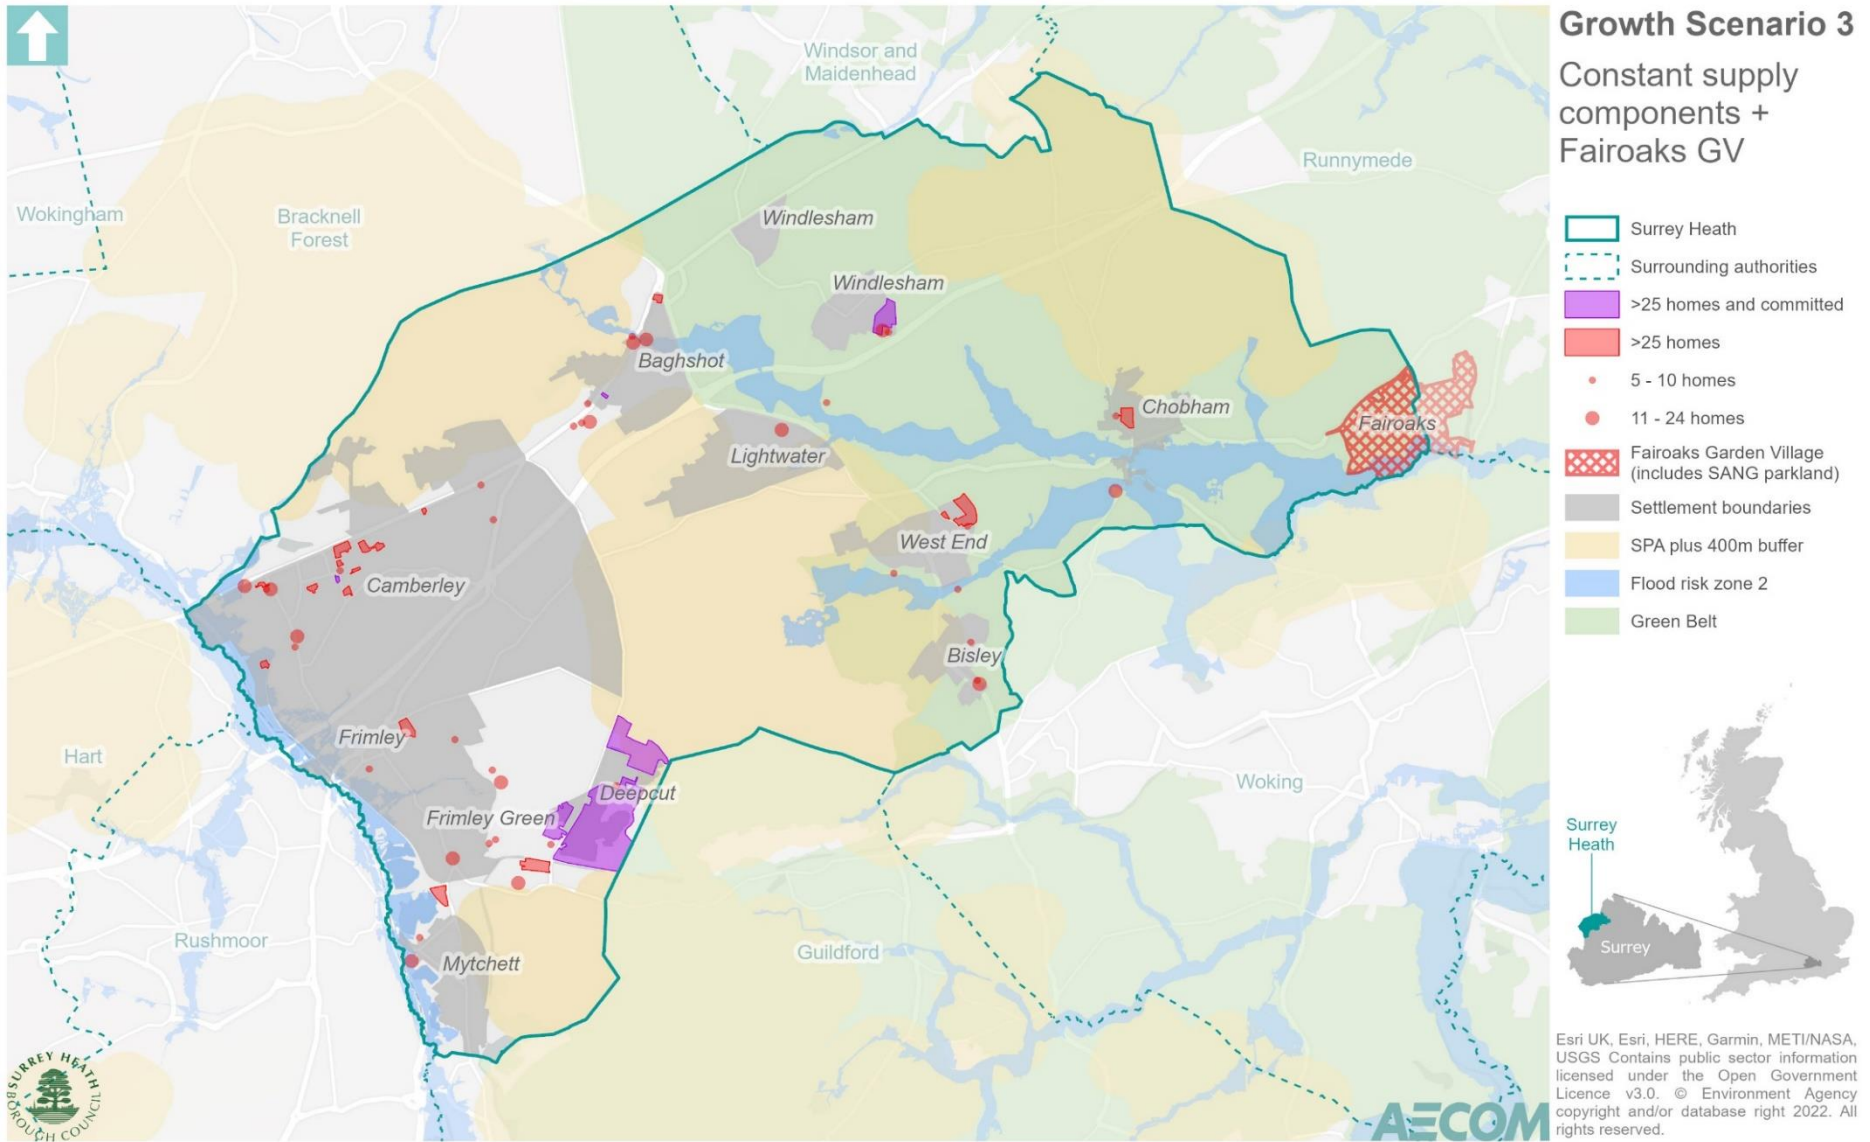 Growth Scenario 3
Constant supply
components +
Fairoaks GV
Surrey Heath
Surrounding authorities
>25 homes and committed
>25 homes
5 - 10 homes
11 - 24 homes
Fairoaks Garden Village
(includes SANG parkland)
Settlement boundaries
SPA plus 400m buffer
Flood risk zone 2
Green Belt
Windsor and
Maidenhead
Runnymede
Wokingham
Bracknell
Forest
Windlesham
Windlesham
Baghshot
Chobham
Fairoaks
Lightwater
West End
Camberley
Bisley
Frimley
Hart
Deepcut
Woking
Frimley Green
Rushmoor
Guildford
Mytchett
Surrey
Heath
Surrey
SURREY HEATH
BOROUGH COUNCIL
AECOM
Esri UK, Esri, HERE, Garmin, METI/NASA,
USGS Contains public sector information
licensed under the Open Government
Licence v3.0. © Environment Agency
copyright and/or database right 2022. All
rights reserved.